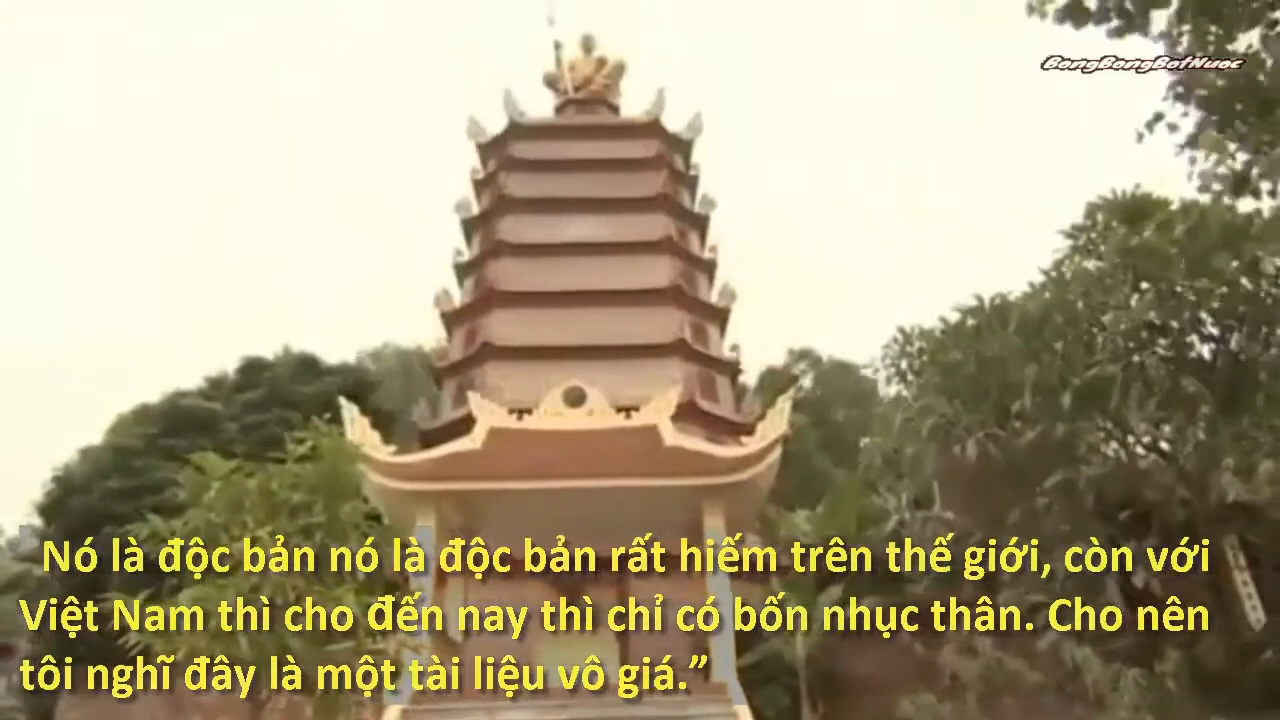 BongBongBotNuoc
Nó là độc bản nó là độc bản rất hiếm trên thế giới, còn với
Việt Nam thì cho đến nay thì chỉ có bốn nhục thân. Cho nên
tôi nghĩ đây là một tài liệu vô giá.”